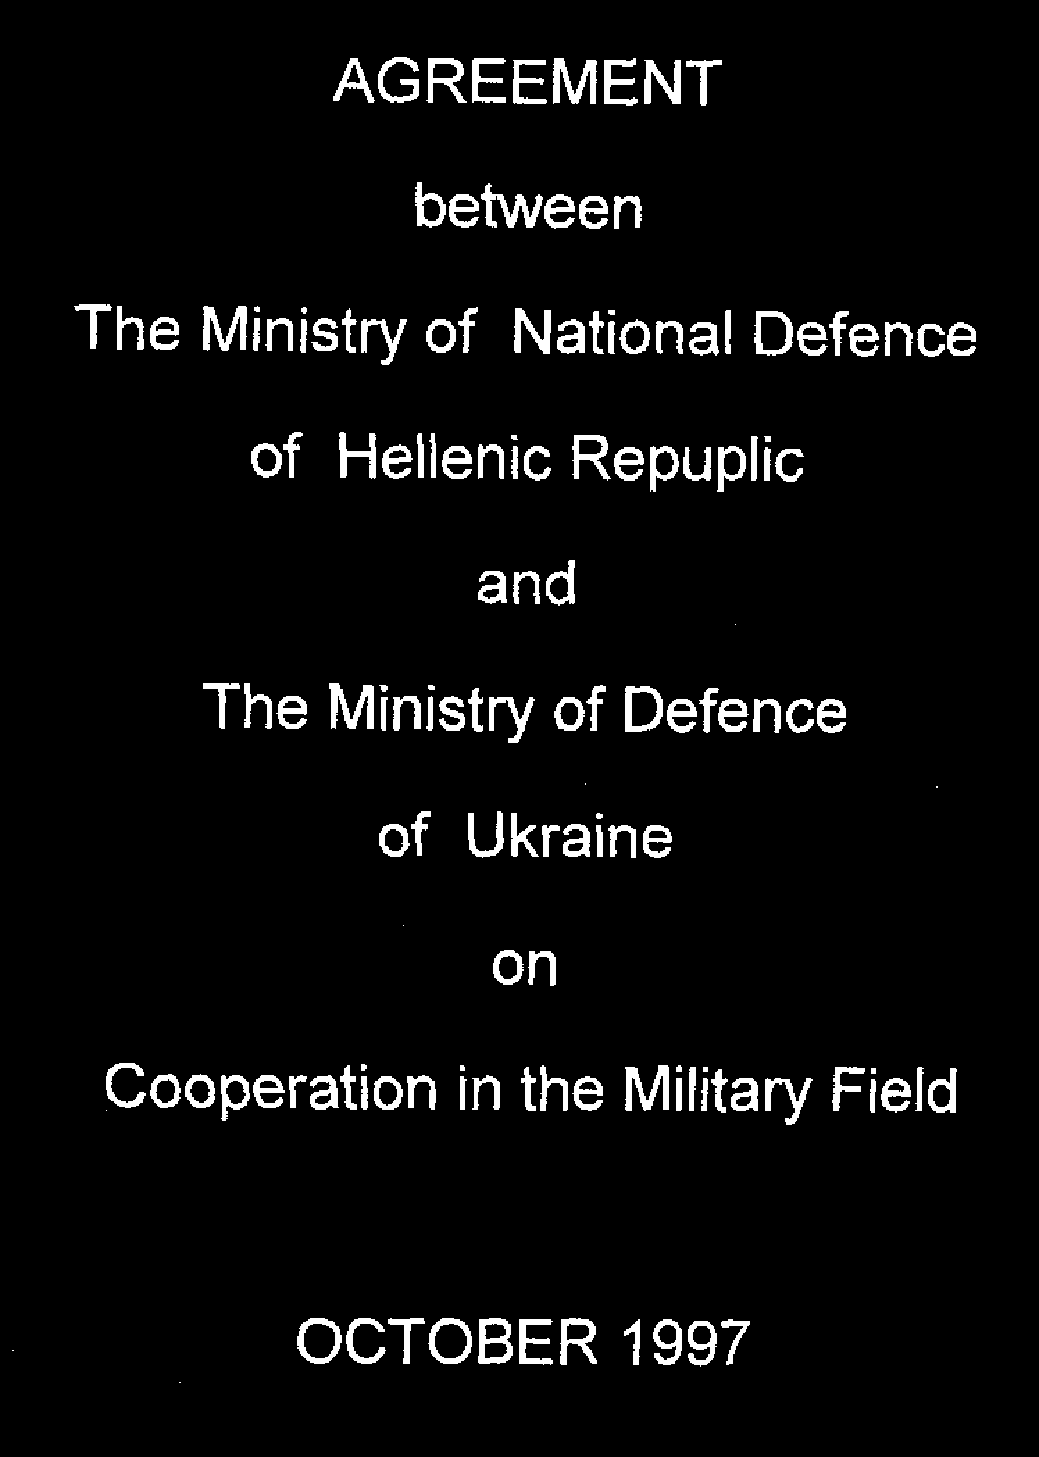 AGREEMENT
between
The Ministry of National Defence
of Hellenic Repuplic
and
The Ministry of Defence
of Ukraine
on
Cooperation in the Military Field
OCTOBER 1997